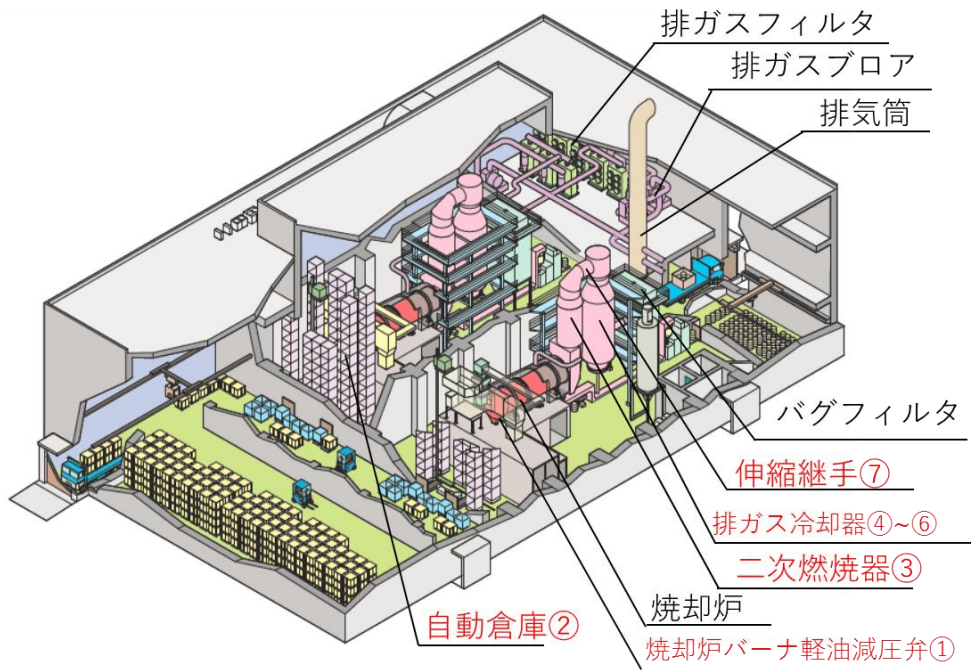 排ガスフィルタ
排ガスブロア
排気筒
バグフィルタ
伸縮継手⑦
排ガス冷却器④~⑥
二次燃焼器③
焼却炉
自動倉庫②
焼却炉バーナ軽油減圧弁①